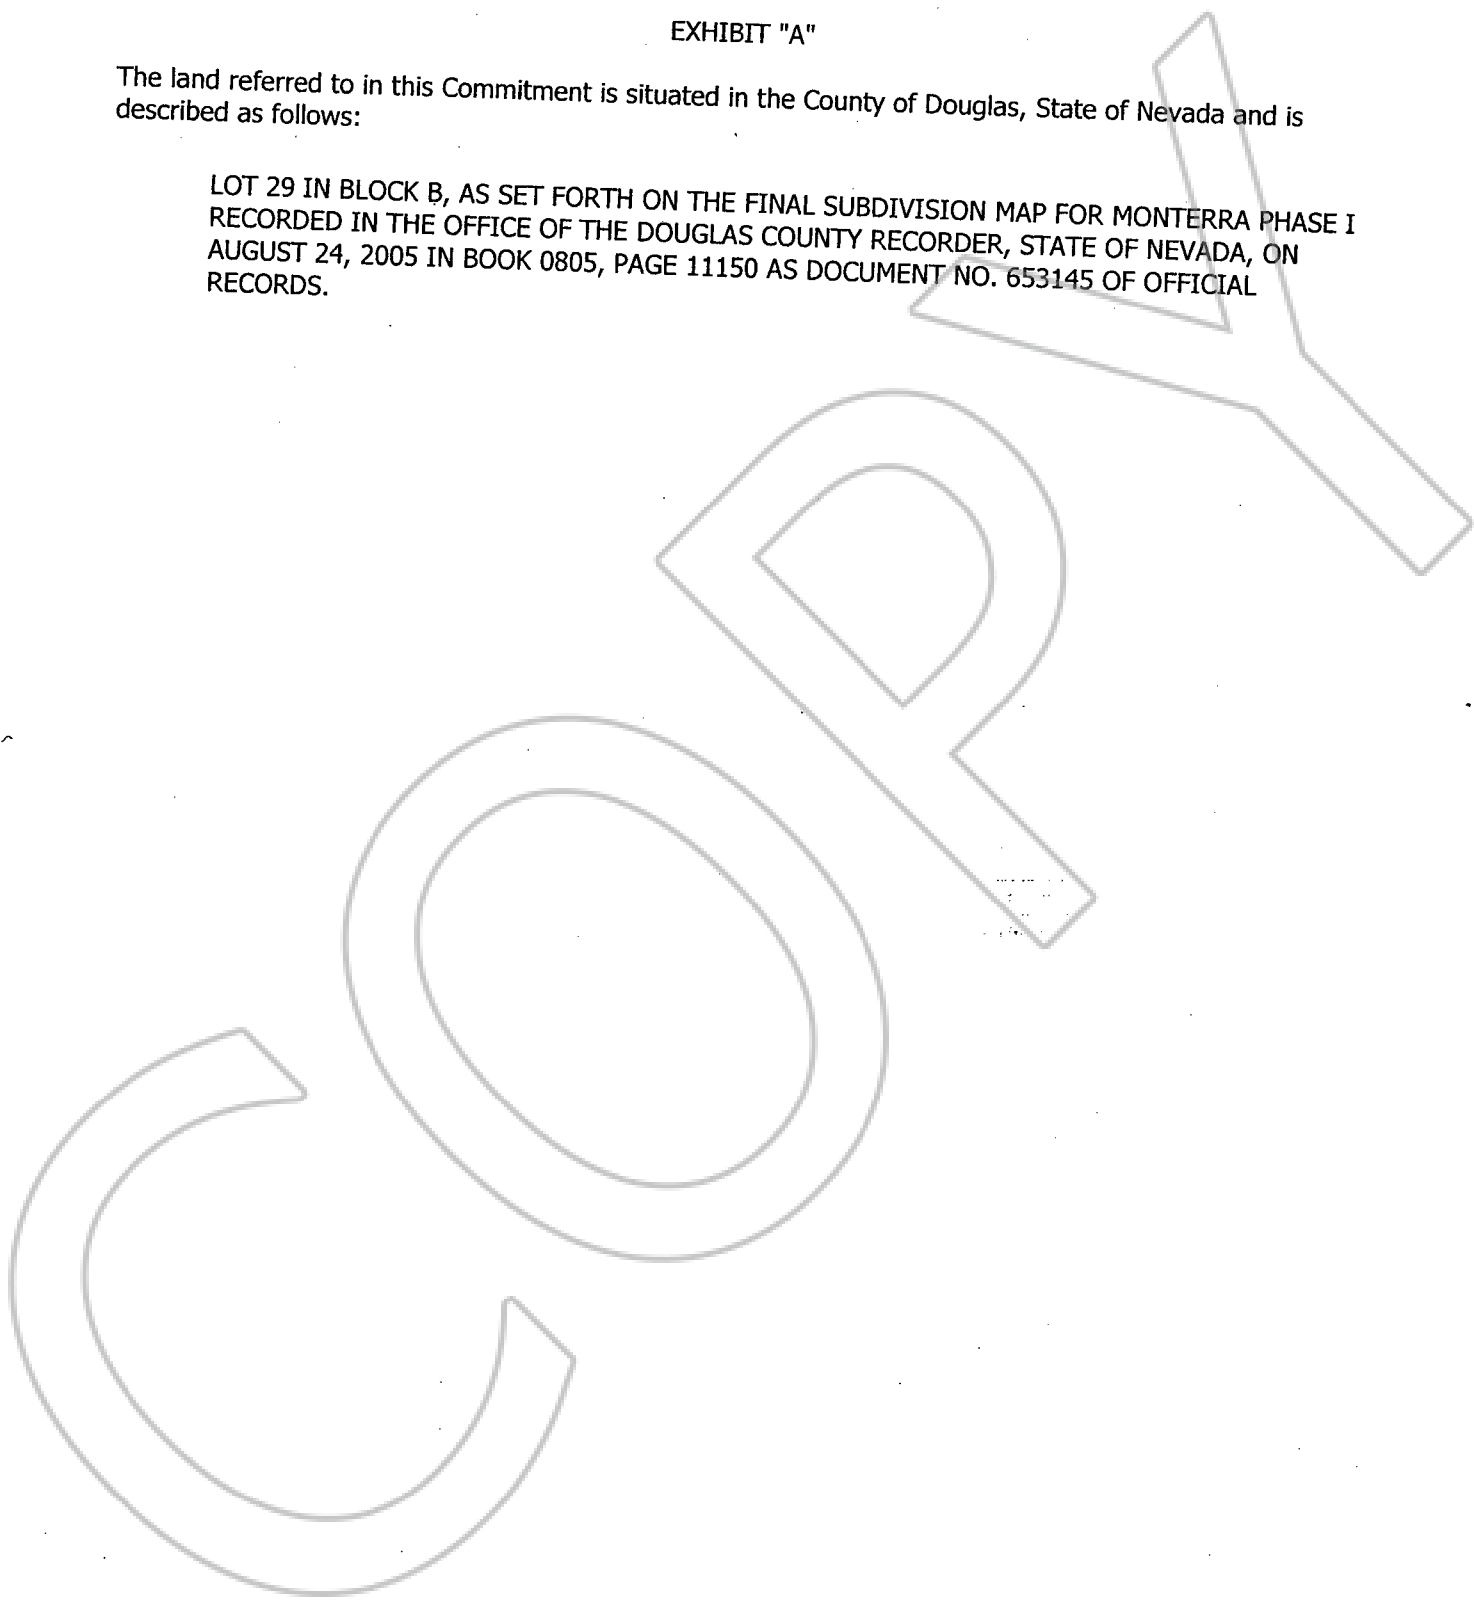 EXHIBIT "A"
The land referred to in this Commitment is situated in the County of Douglas, State of Nevada and is
described as follows:
LOT 29 IN BLOCK B, AS SET FORTH ON THE FINAL SUBDIVISION MAP FOR MONTERRA PHASE I
RECORDED IN THE OFFICE OF THE DOUGLAS COUNTY RECORDER, STATE OF NEVADA, ON
AUGUST 24, 2005 IN BOOK 0805, PAGE 11150 AS DOCUMENT NO. 653145 OF OFFICIAL
RECORDS.
COPY